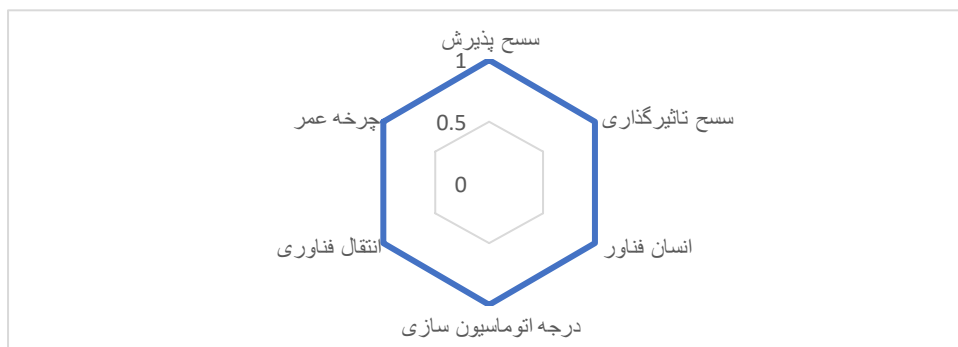 سسح پذیرش
1
چرخه عمر
0.5
سسح تاثیرگذاری
0
انتقال فناوری
انسان فناور
درجه اتوماسیون سازی